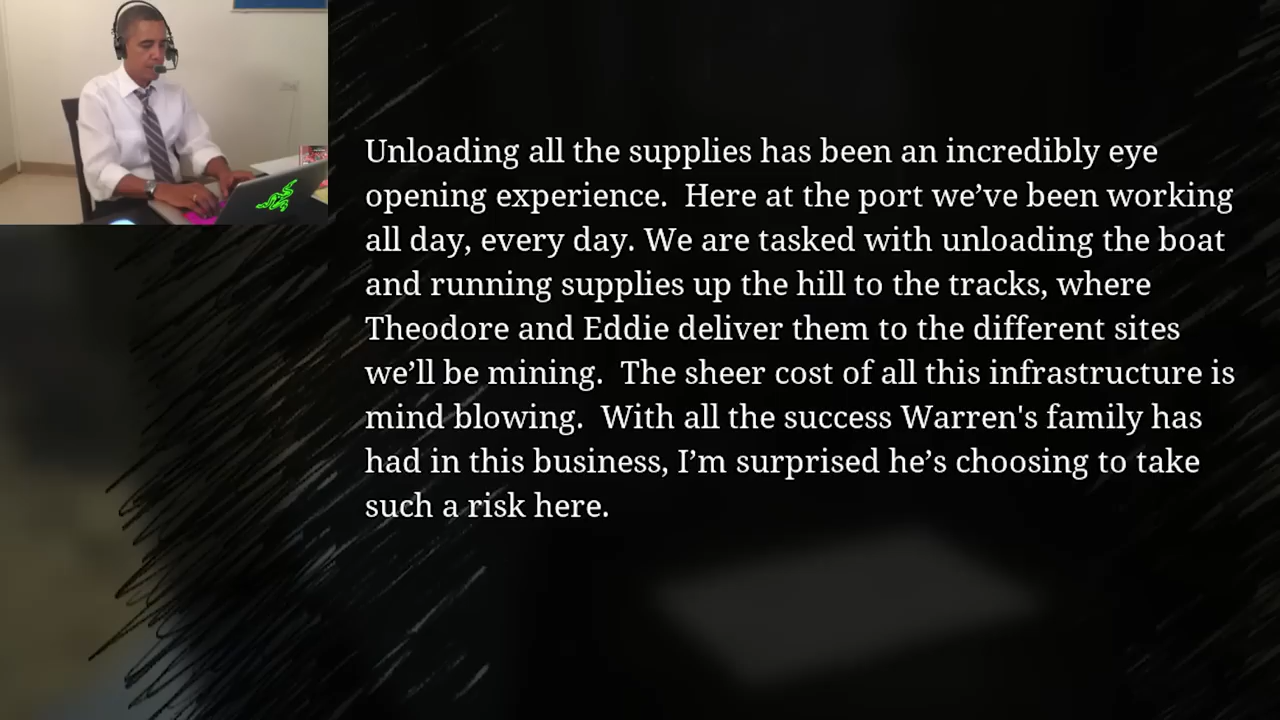 Unloading all the supplies has been an incredibly eye
opening experience.  Here at the port we’ve been working
all day, every day. We are tasked with unloading the boat
and running supplies up the hill to the tracks, where
Theodore and Eddie deliver them to the different sites
we’ll be mining.  The sheer cost of all this infrastructure is
mind blowing.  With all the success Warren's family has
had in this business, I’m surprised he’s choosing to take
such a risk here.